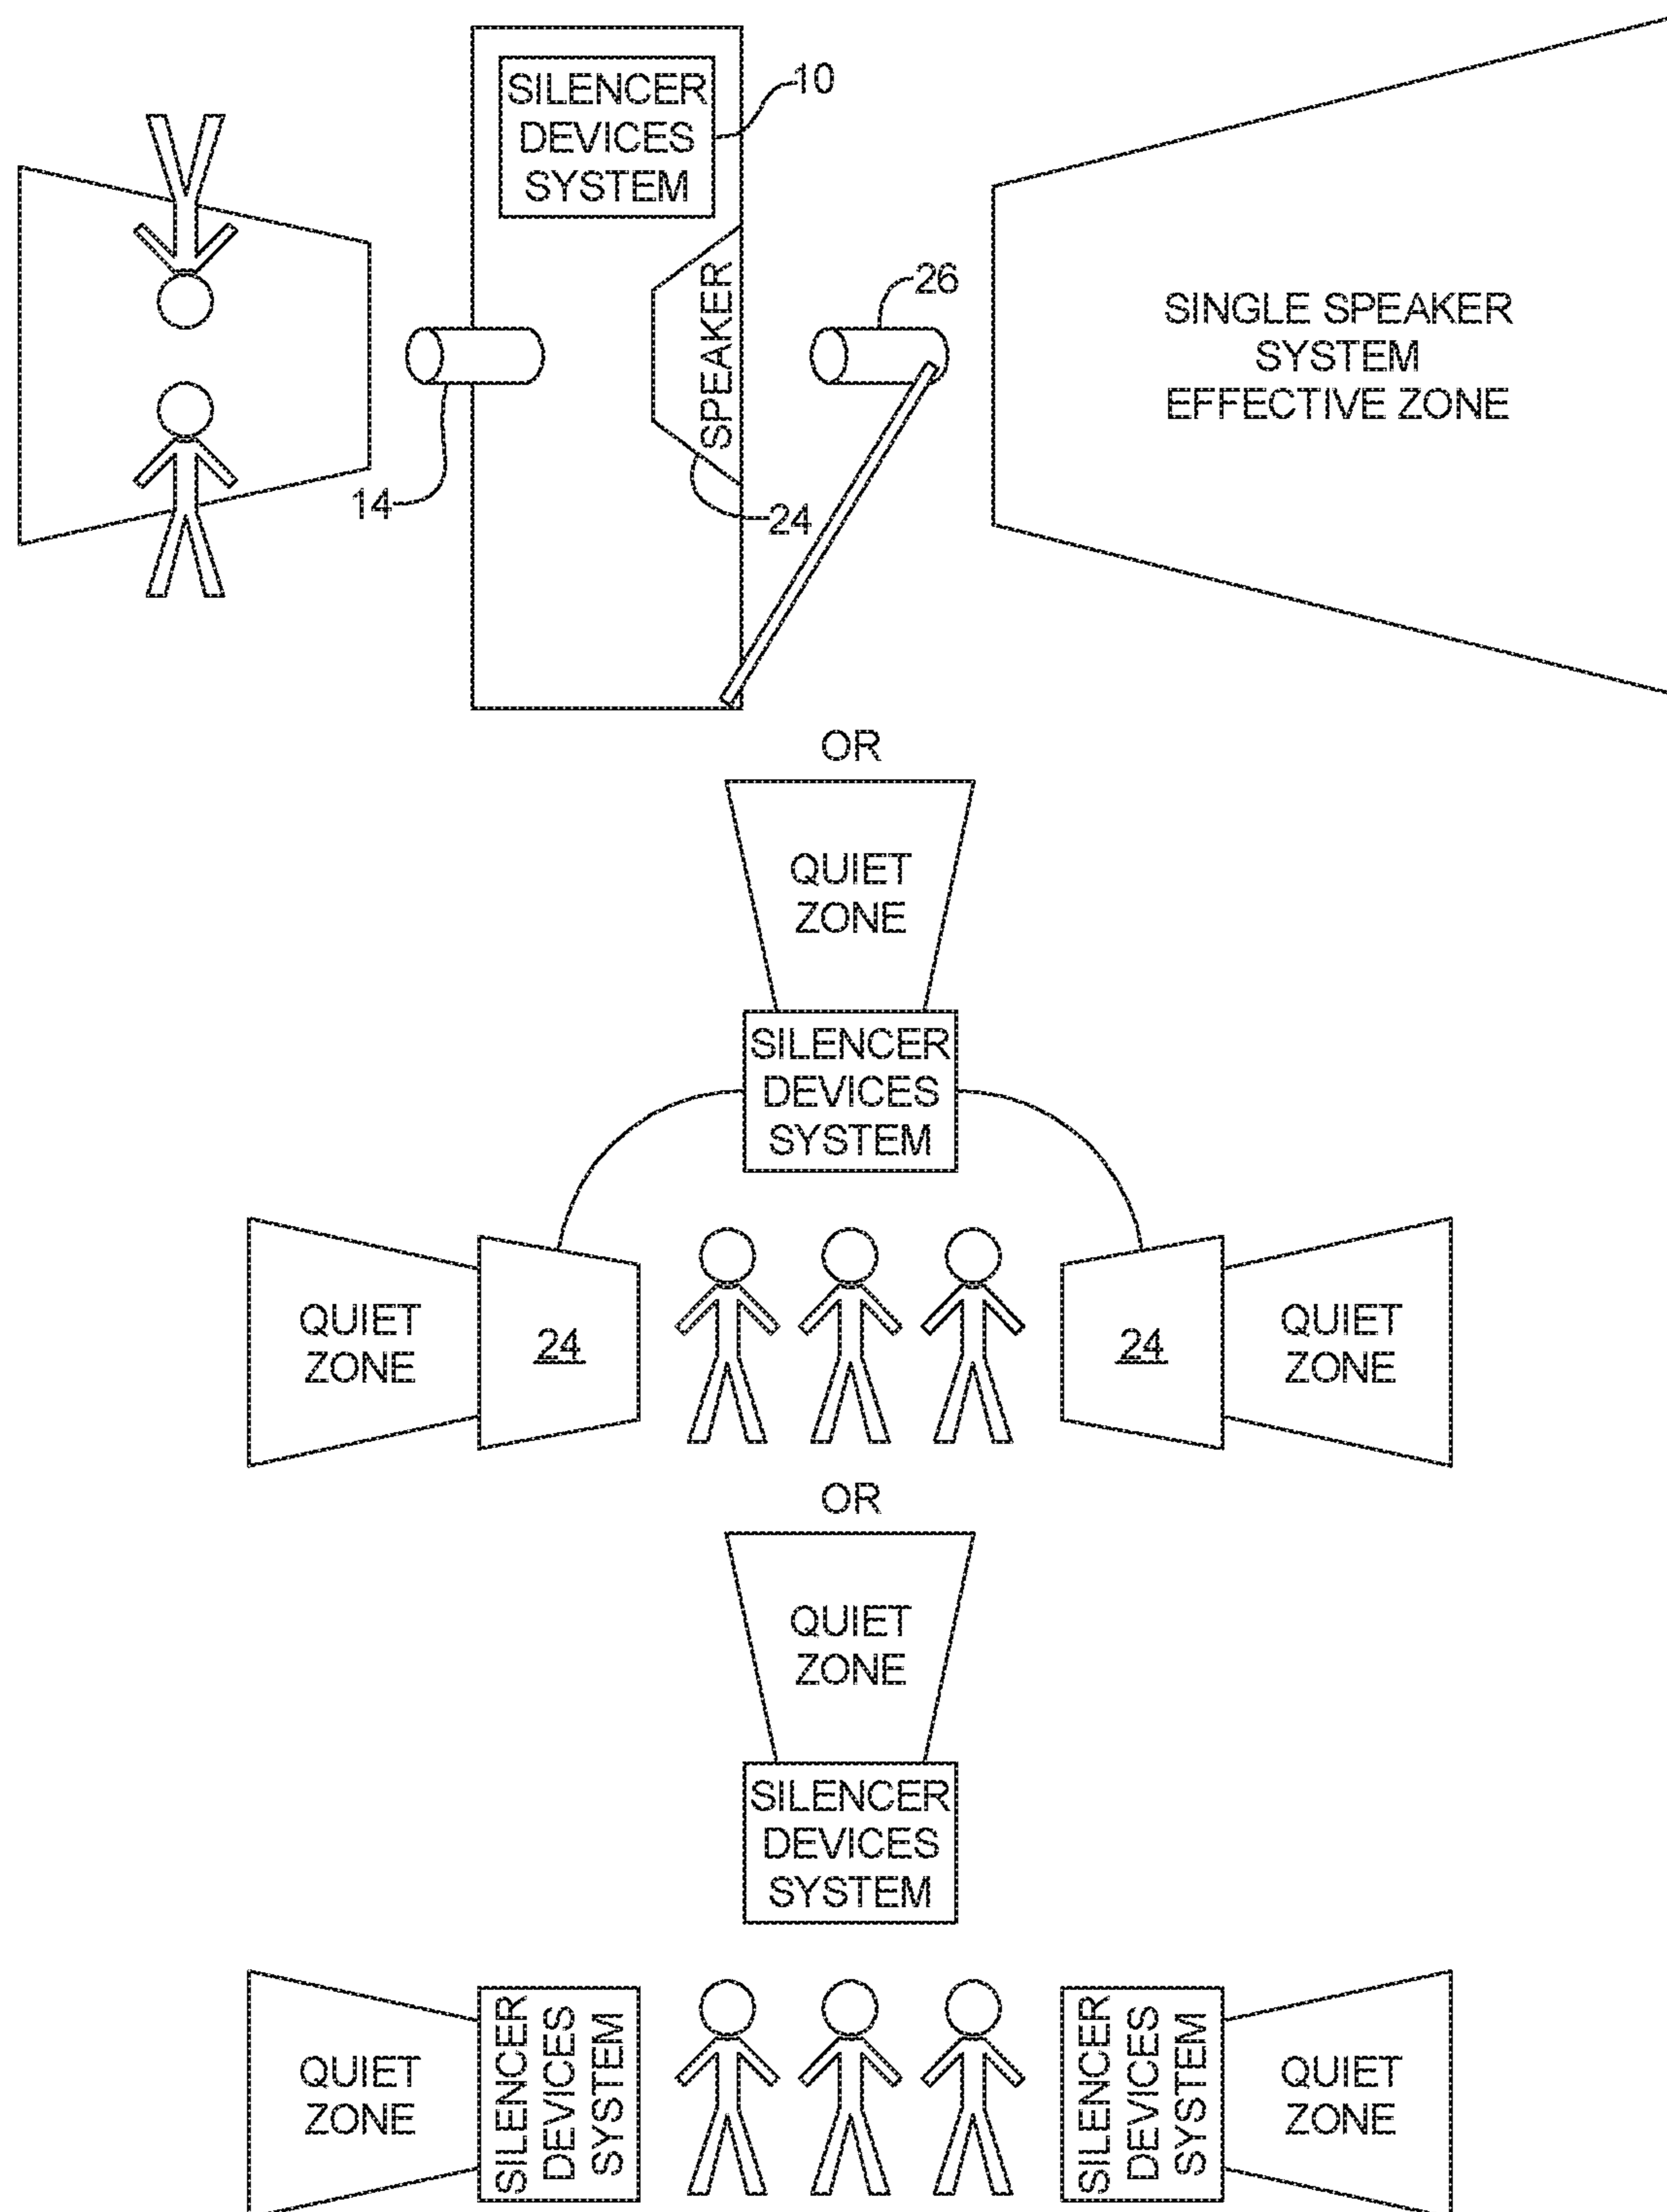 SILENCER
DEVICES
SYSTEM
10
SPEAKER
26
14
24
SINGLE SPEAKER
SYSTEM
EFFECTIVE ZONE
OR
QUIET
ZONE
SILENCER
DEVICES
SYSTEM
QUIET
ZONE
24
24
QUIET
ZONE
OR
QUIET
ZONE
SILENCER
DEVICES
SYSTEM
QUIET
ZONE
SILENCER
DEVICES
SYSTEM
SILENCER
DEVICES
SYSTEM
QUIET
ZONE